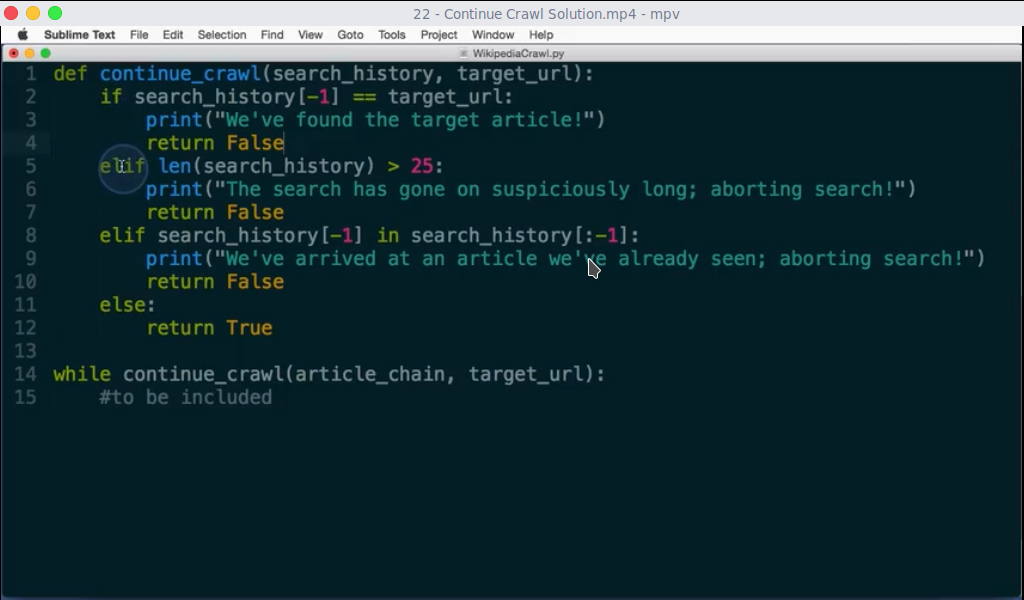 22 - Continue Crawl Solution.mp4 - mpv
Sublime Text File Edit Selection Find View Goto Tools Project Window Help
WikipediaCrawl.py
1 def continue_crawl(search_history, target_url):
2     if search_history[-1] == target_url:
3         print("We've found the target article!")
4         return False
5     elif len(search_history) > 25:
6         print("The search has gone on suspiciously long; aborting search!")
7         return False
8     elif search_history[-1] in search_history[:-1]:
9         print("We've arrived at an article we've already seen; aborting search!")
10         return False
11     else:
12         return True
13
14 while continue_crawl(article_chain, target_url):
15     #to be included